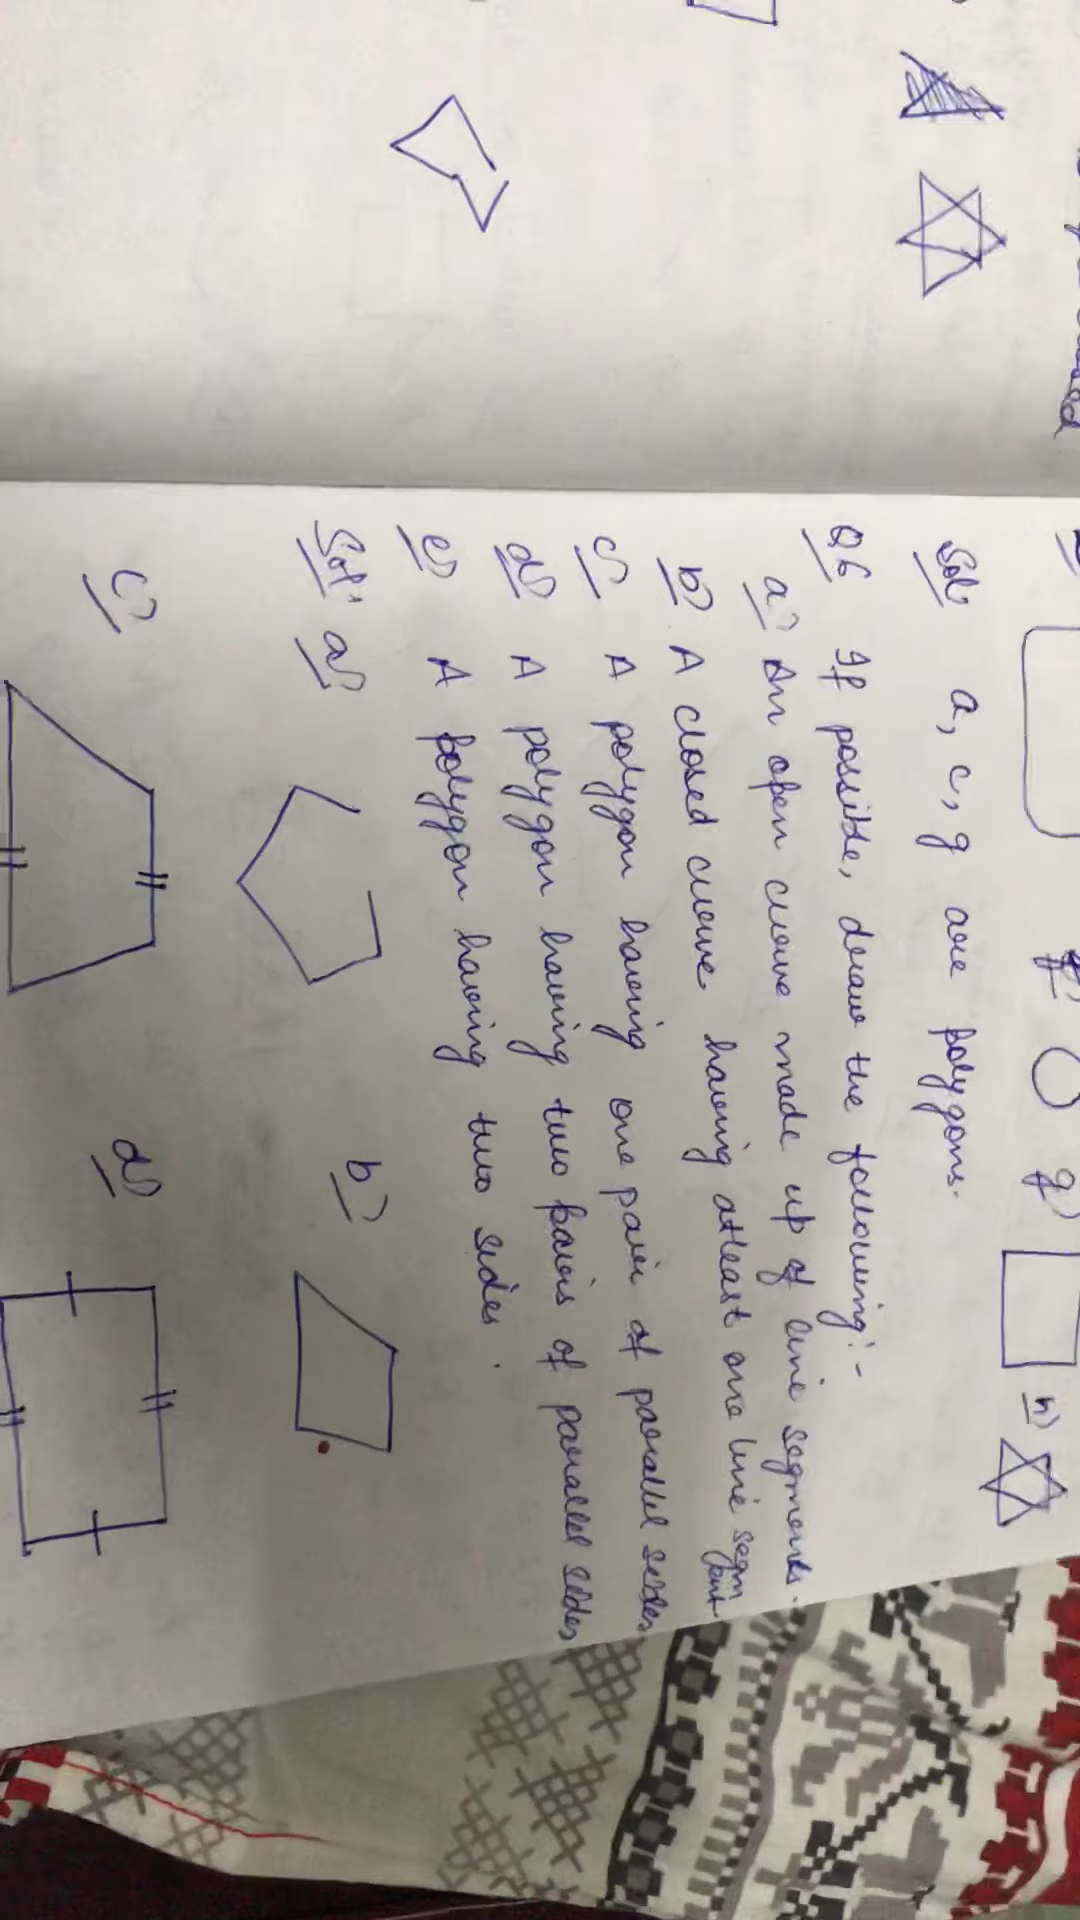 f) g) h)
Sol: a, c, g are polygons.
Q.6 If possible, draw the following:-
a) An open curve made up of line segments.
b) A closed curve having atleast one line segment
c) A polygon having one pair of parallel sides
d) A polygon having two pairs of parallel sides
e) A polygon having two sides.
Sol: a) b)
c) d)